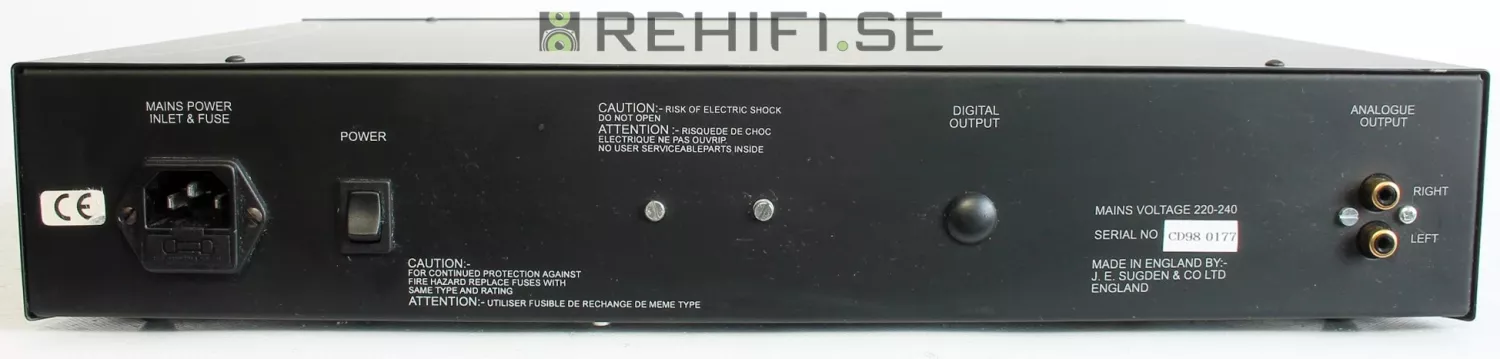 REHIFI.SE
MAINS POWER
INLET & FUSE
POWER
CAUTION:- RISK OF ELECTRIC SHOCK
DO NOT OPEN
ATTENTION :- RISQUEDE DE CHOC
ELECTRIQUE NE PAS OUVRIP.
NO USER SERVICEABLEPARTS INSIDE
DIGITAL
OUTPUT
ANALOGUE
OUTPUT
RIGHT
LEFT
CE
MAINS VOLTAGE 220-240
SERIAL NO CD98 0177
MADE IN ENGLAND BY:-
J. E. SUGDEN & CO LTD
ENGLAND
CAUTION:-
FOR CONTINUED PROTECTION AGAINST
FIRE HAZARD REPLACE FUSES WITH
SAME TYPE AND RATING
ATTENTION:- UTILISER FUSIBLE DE RECHANGE DE MEME TYPE